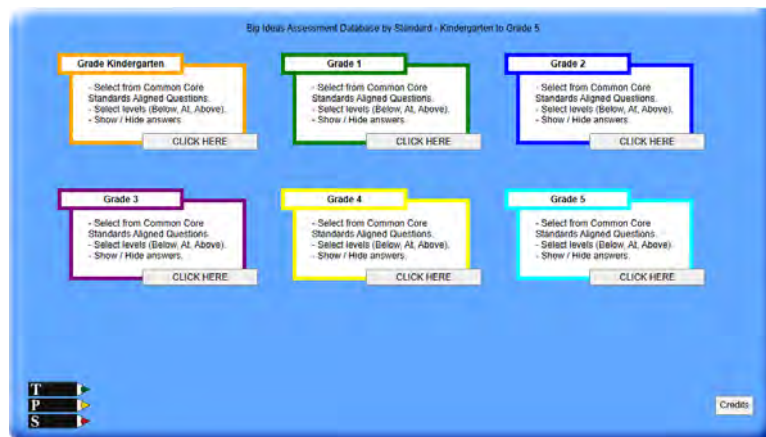 Big Ideas Assessment Database by Standard - Kindergarten to Grade 5
Grade Kindergarten
- Select from Common Core
Standards Aligned Questions.
- Select levels (Below, At, Above).
- Show / Hide answers.
CLICK HERE
Grade 1
- Select from Common Core
Standards Aligned Questions.
- Select levels (Below, At, Above).
- Show / Hide answers.
CLICK HERE
Grade 2
- Select from Common Core
Standards Aligned Questions.
- Select levels (Below, At, Above).
- Show / Hide answers.
CLICK HERE
Grade 3
- Select from Common Core
Standards Aligned Questions.
- Select levels (Below, At, Above).
- Show / Hide answers.
CLICK HERE
Grade 4
- Select from Common Core
Standards Aligned Questions.
- Select levels (Below, At, Above).
- Show / Hide answers.
CLICK HERE
Grade 5
- Select from Common Core
Standards Aligned Questions.
- Select levels (Below, At, Above).
- Show / Hide answers.
CLICK HERE
T
P
S
Credits